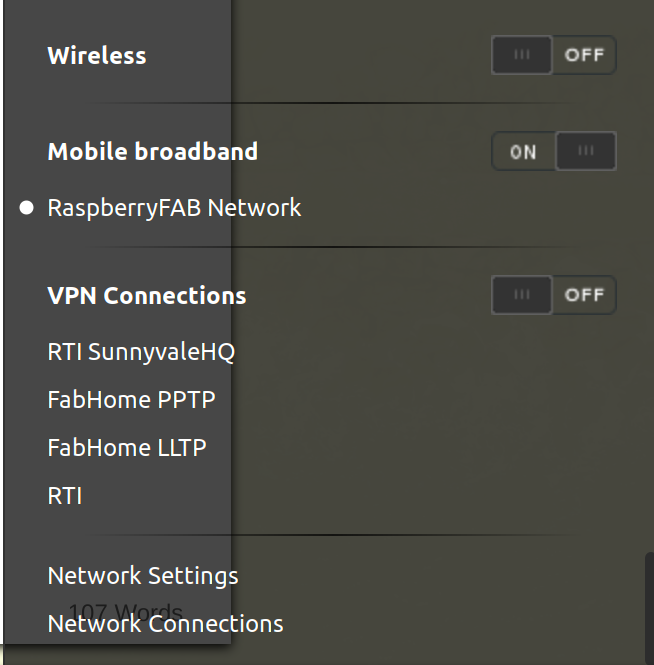 Wireless OFF
Mobile broadband ON
RaspberryFAB Network
VPN Connections OFF
RTI SunnyvaleHQ
FabHome PPTP
FabHome LLTP
RTI
Network Settings
107 Words
Network Connections